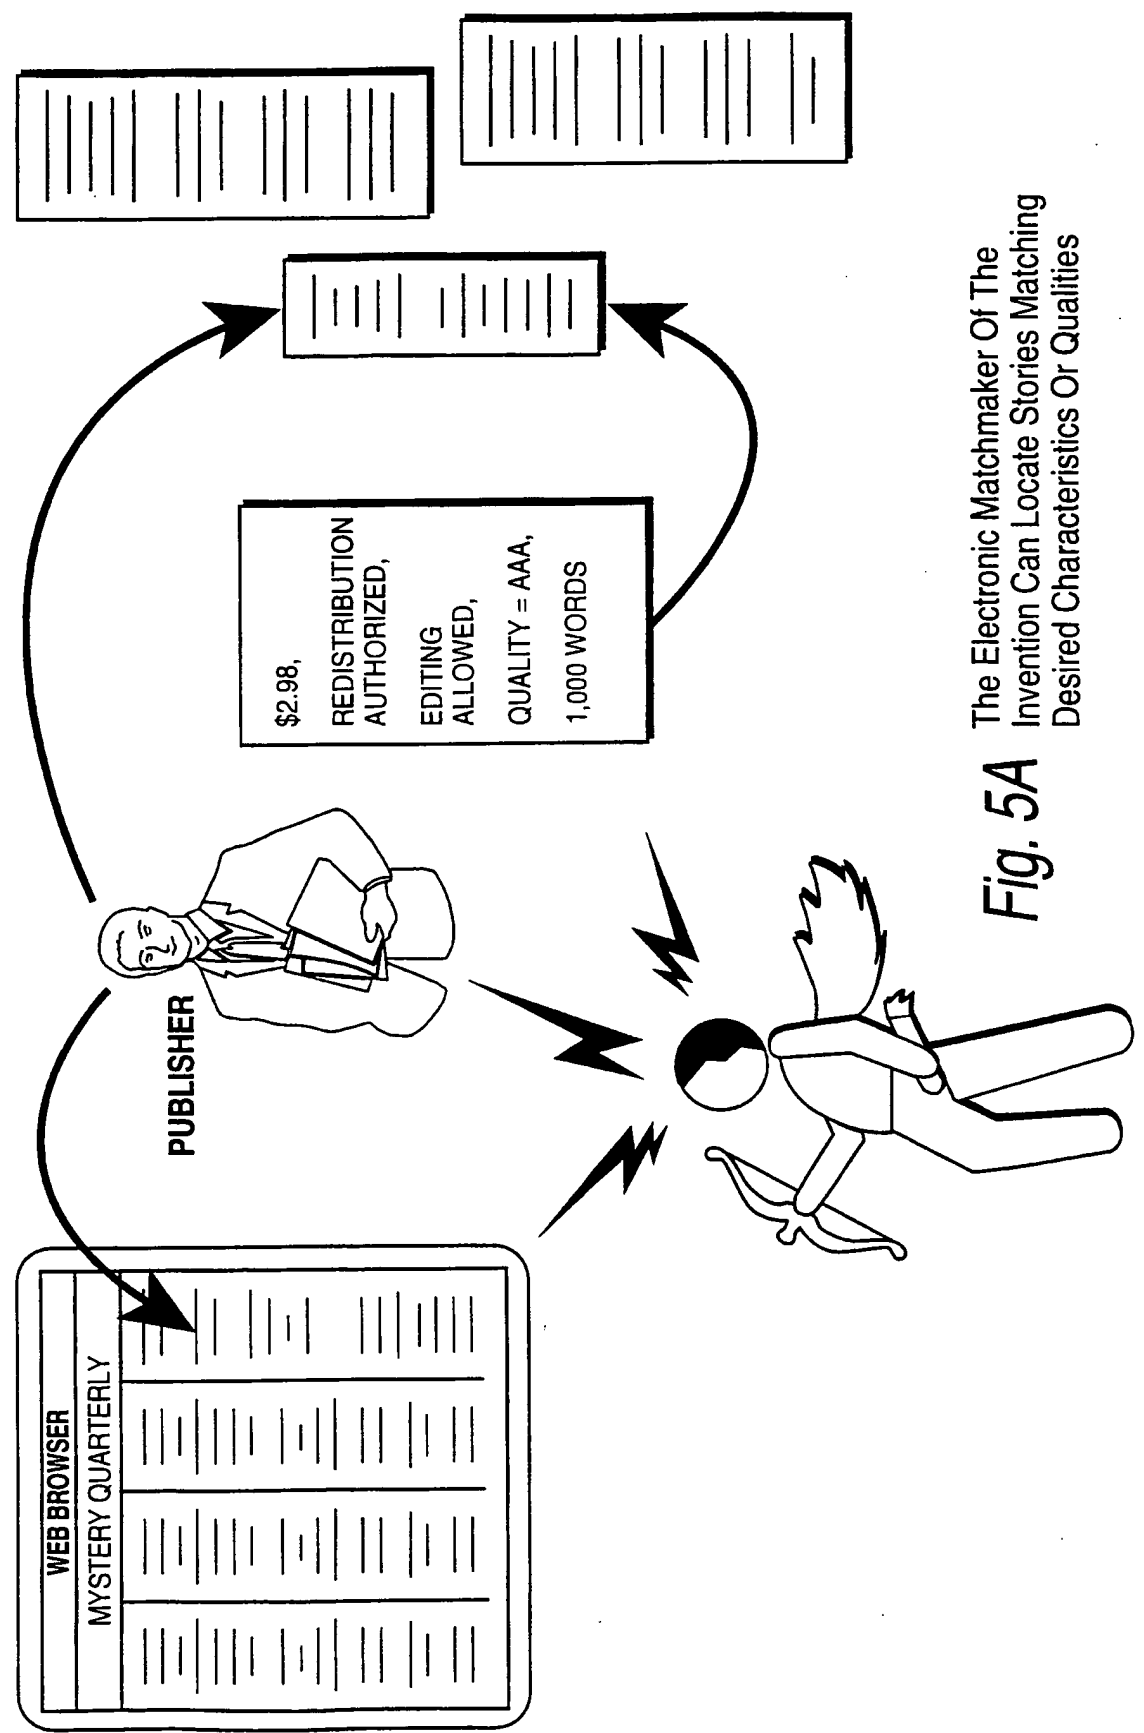 WEB BROWSER
MYSTERY QUARTERLY
PUBLISHER
$2.98,
REDISTRIBUTION
AUTHORIZED,
EDITING
ALLOWED,
QUALITY = AAA,
1,000 WORDS
Fig. 5A
The Electronic Matchmaker Of The
Invention Can Locate Stories Matching
Desired Characteristics Or Qualities